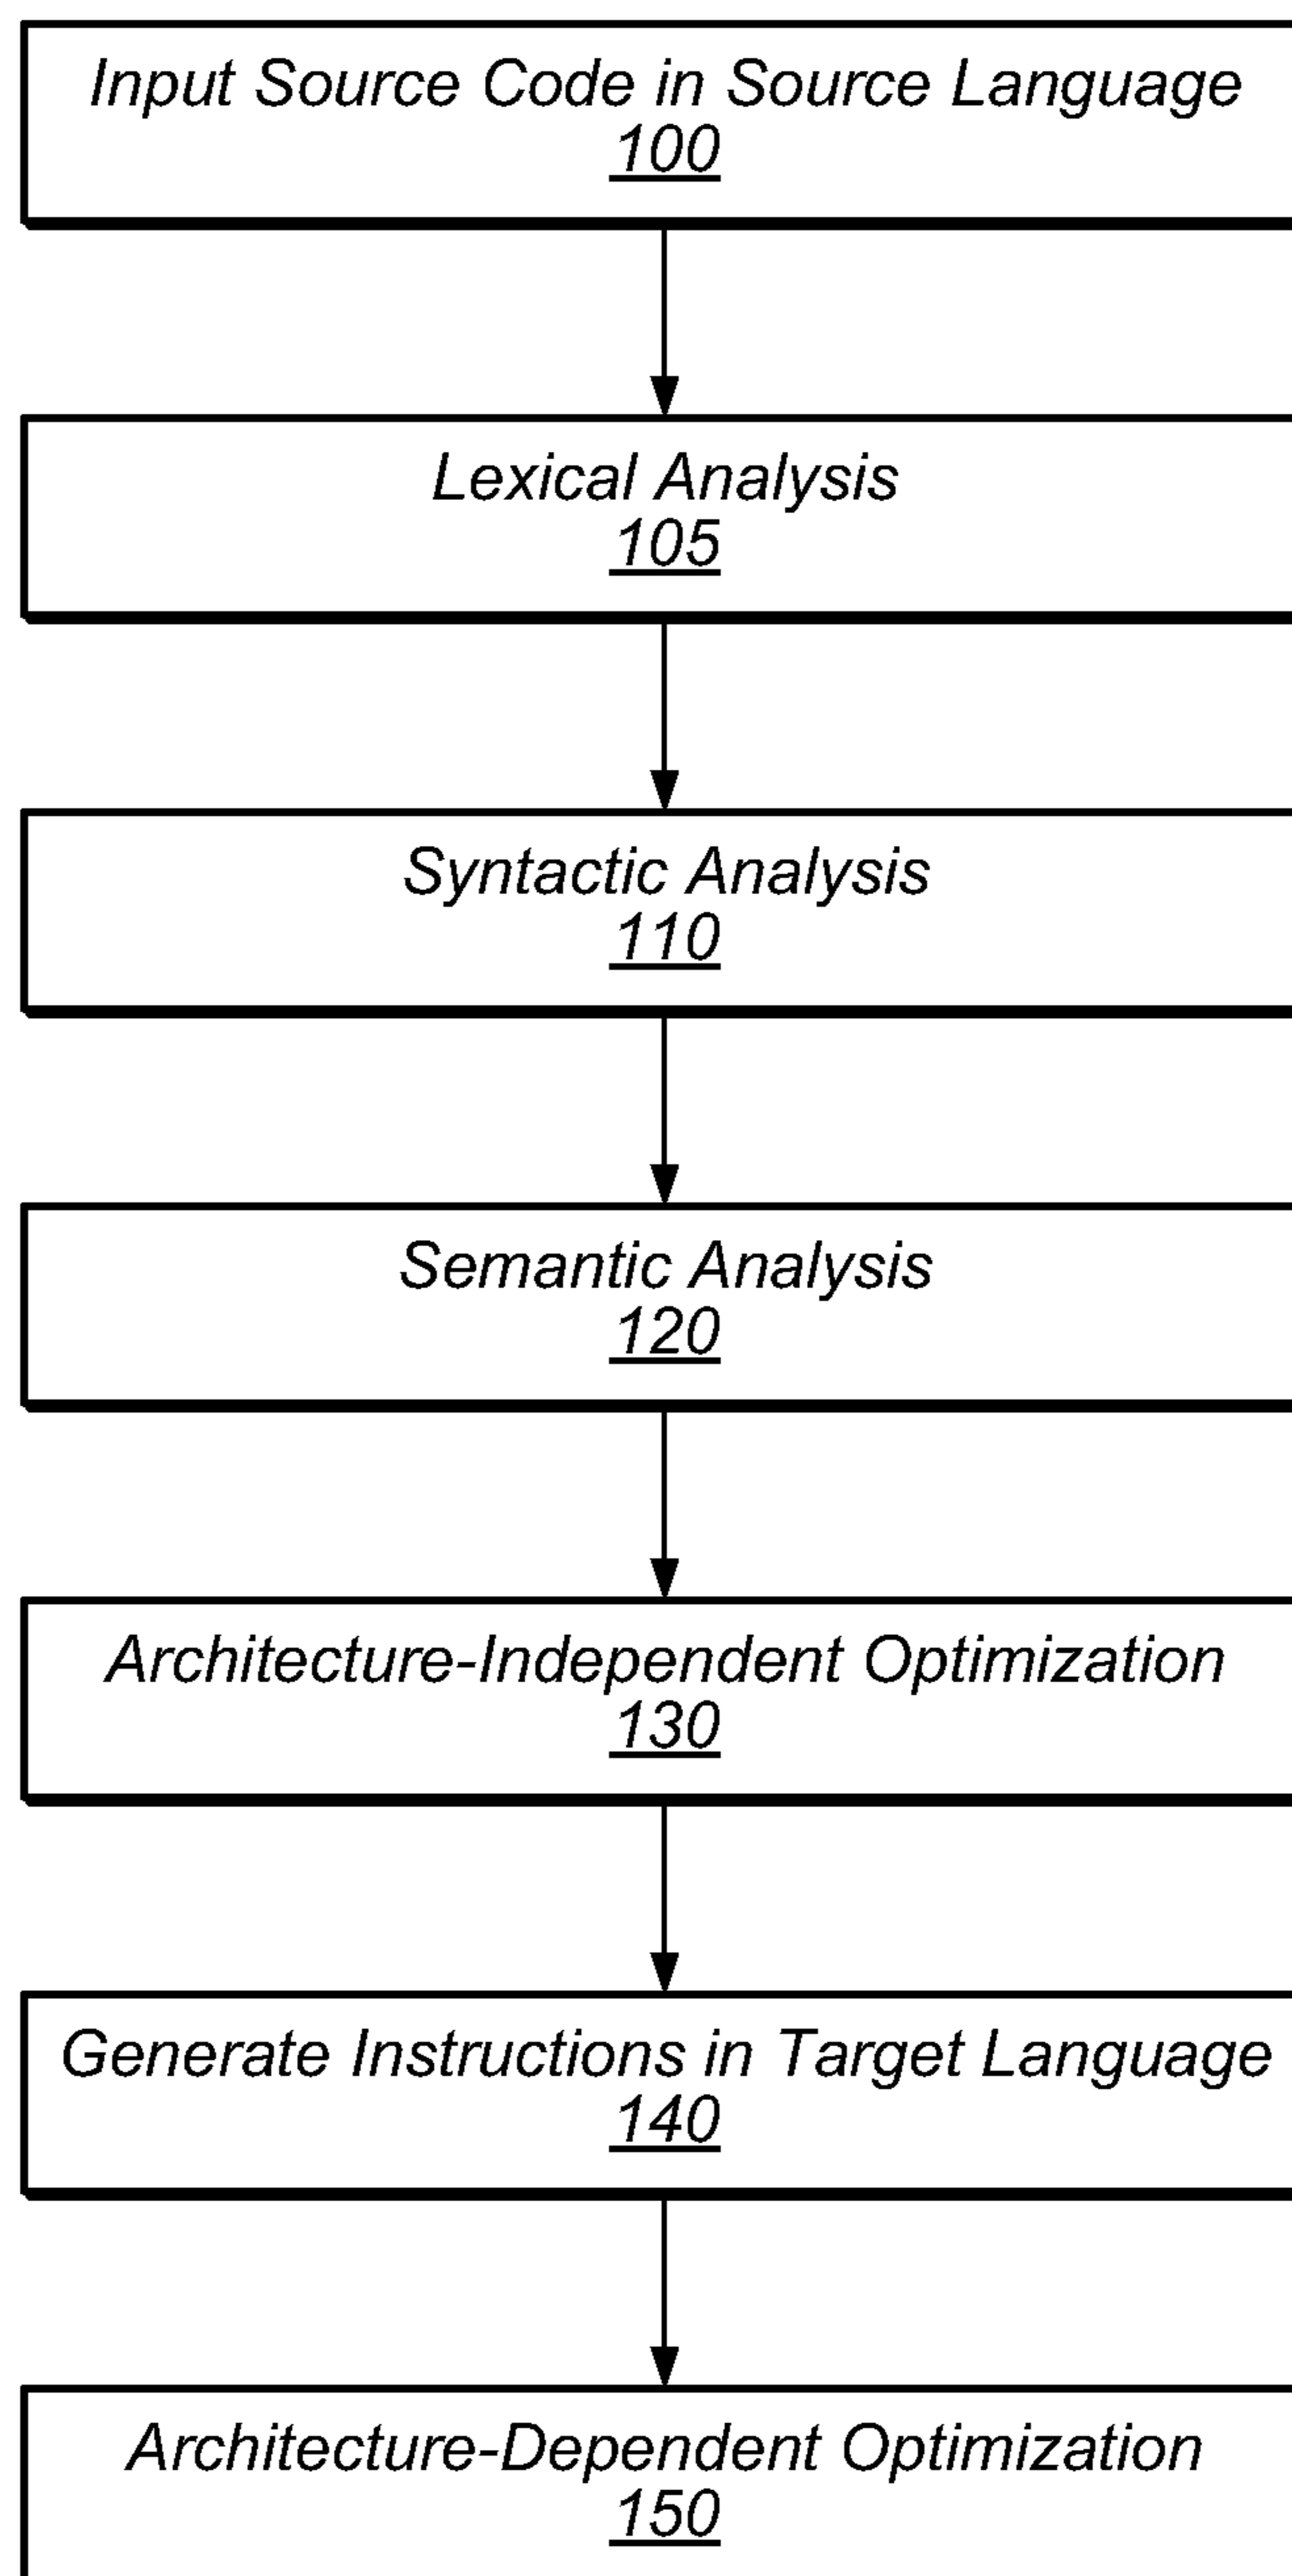 Input Source Code in Source Language
100
Lexical Analysis
105
Syntactic Analysis
110
Semantic Analysis
120
Architecture-Independent Optimization
130
Generate Instructions in Target Language
140
Architecture-Dependent Optimization
150